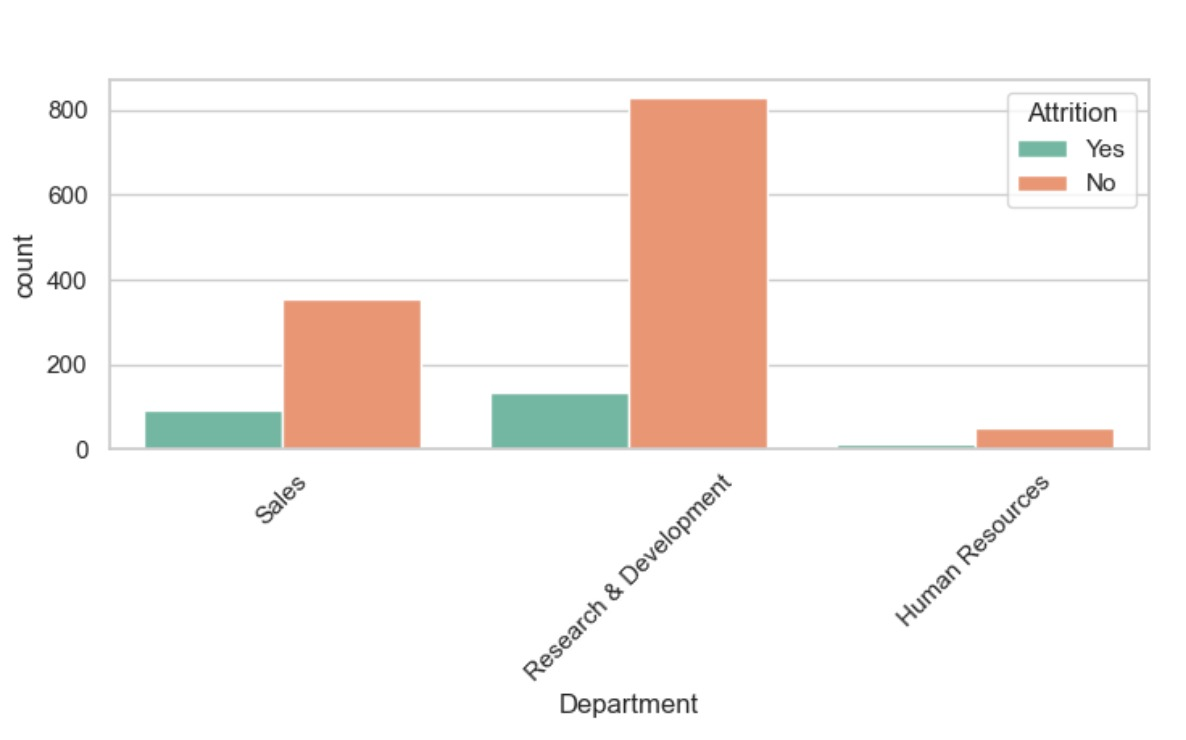 800
600
400
200
0
count
Attrition
Yes
No
Sales
Research & Development
Human Resources
Department